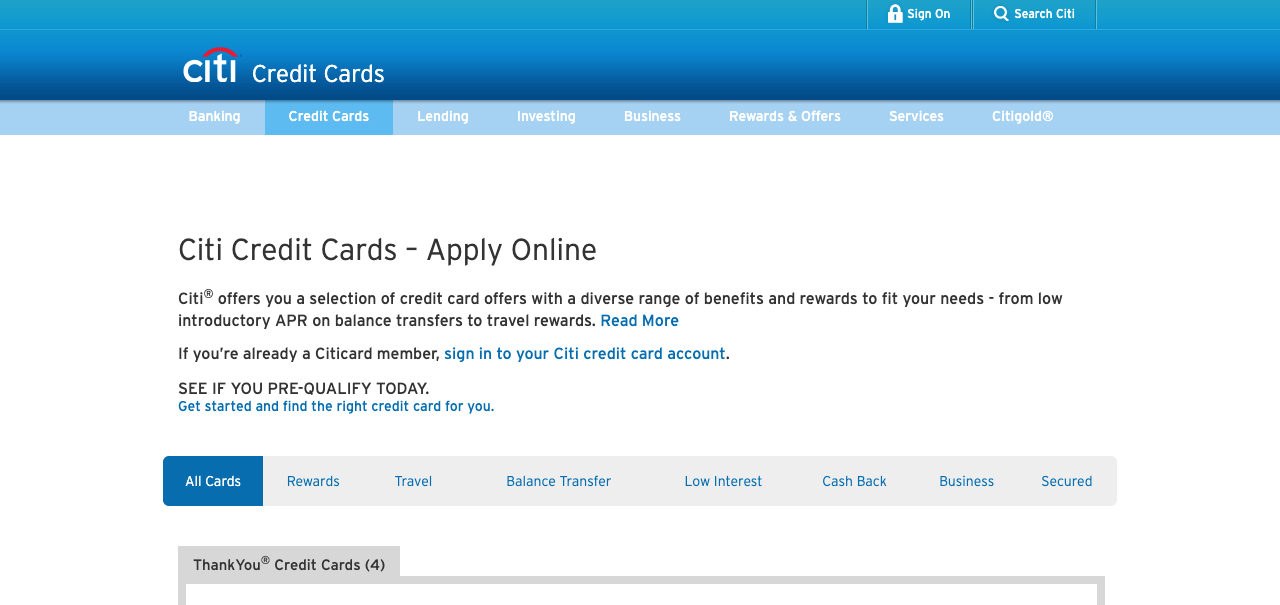 Sign On
Search Citi
citi Credit Cards
Banking
Credit Cards
Lending
Investing
Business
Rewards & Offers
Services
Citigold®
Citi Credit Cards – Apply Online
Citi® offers you a selection of credit card offers with a diverse range of benefits and rewards to fit your needs - from low
introductory APR on balance transfers to travel rewards. Read More
If you’re already a Citicard member, sign in to your Citi credit card account.
SEE IF YOU PRE-QUALIFY TODAY.
Get started and find the right credit card for you.
All Cards
Rewards
Travel
Balance Transfer
Low Interest
Cash Back
Business
Secured
ThankYou® Credit Cards (4)